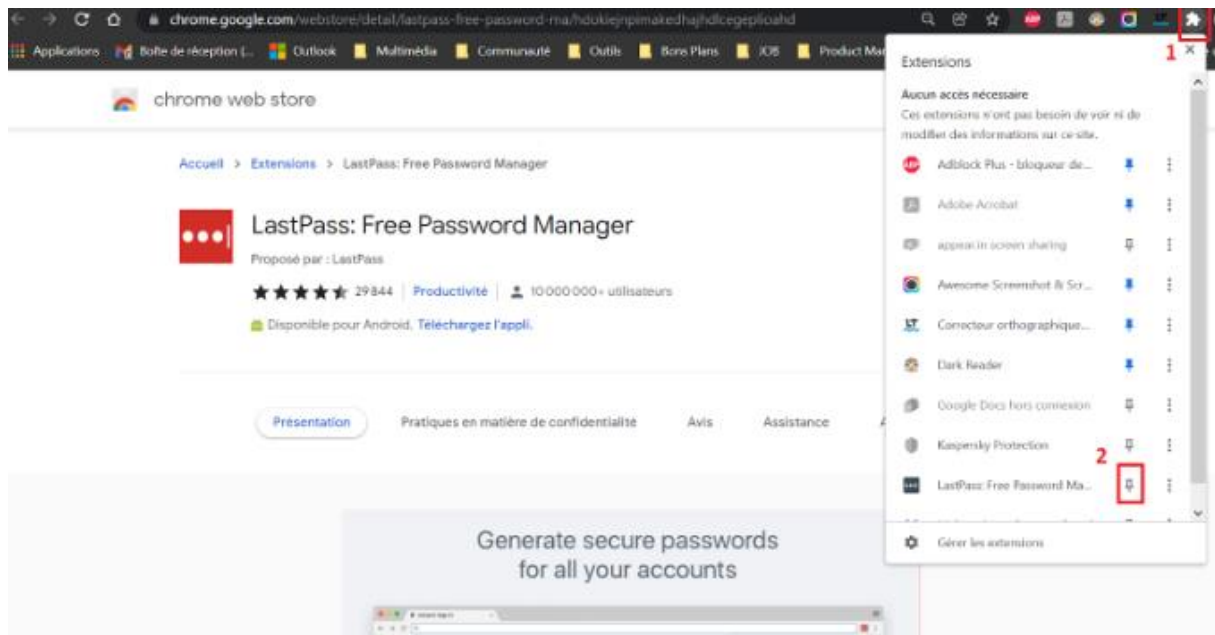 chrome.google.com/webstore/detail/lastpass-free-password-ma/hdokiejnpimakedhajhdlcegeplioahd
Applications
Boîte de réception (...
Outlook
Multimédia
Communauté
Outils
Bons Plans
JOB
Product Mar
1
Extensions
Aucun accès nécessaire
Ces extensions n'ont pas besoin de voir ni de
modifier des informations sur ce site.
Adblock Plus - bloqueur de...
Adobe Acrobat
appear.in screen sharing
Awesome Screenshot & Scr...
Correcteur orthographique...
Dark Reader
Google Docs hors connexion
Kaspersky Protection
2
LastPass: Free Password Ma...
Gérer les extensions
chrome web store
Accueil > Extensions > LastPass: Free Password Manager
LastPass: Free Password Manager
Proposé par : LastPass
29844 | Productivité | 10 000 000+ utilisateurs
Disponible pour Android. Téléchargez l'appli.
Présentation
Pratiques en matière de confidentialité
Avis
Assistance
Generate secure passwords
for all your accounts